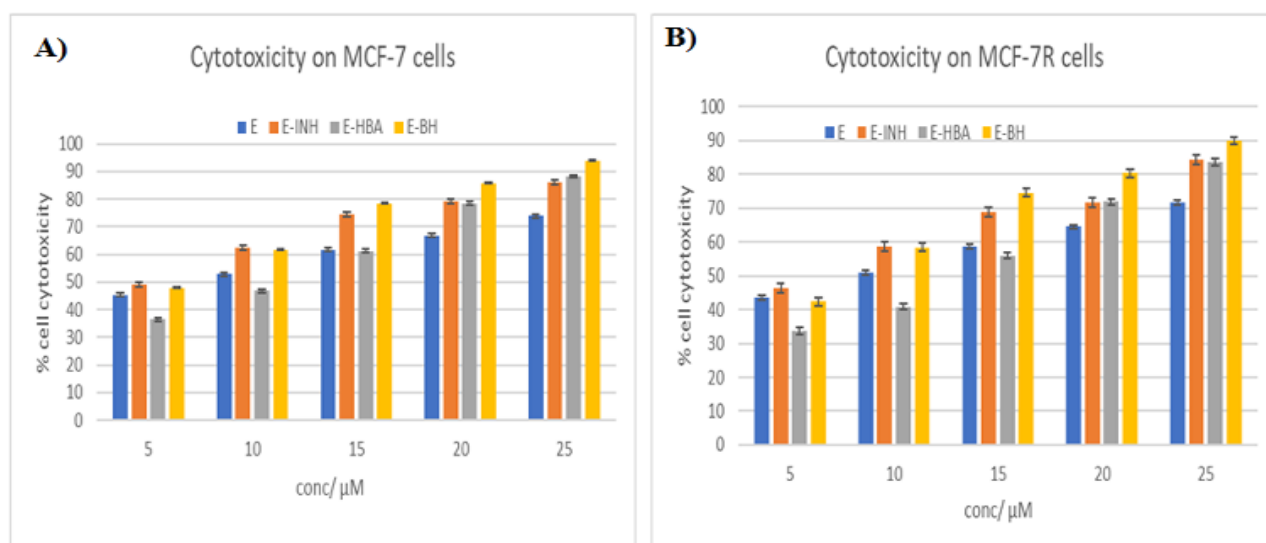 A)
Cytotoxicity on MCF-7 cells
E E-INH E-HBA E-BH
100
90
80
70
60
50
40
30
20
10
0
% cell cytotoxicity
5 10 15 20 25
conc/ µM
B)
Cytotoxicity on MCF-7R cells
E E-INH E-HBA E-BH
100
90
80
70
60
50
40
30
20
10
0
% cell cytotoxicity
5 10 15 20 25
conc/ µM